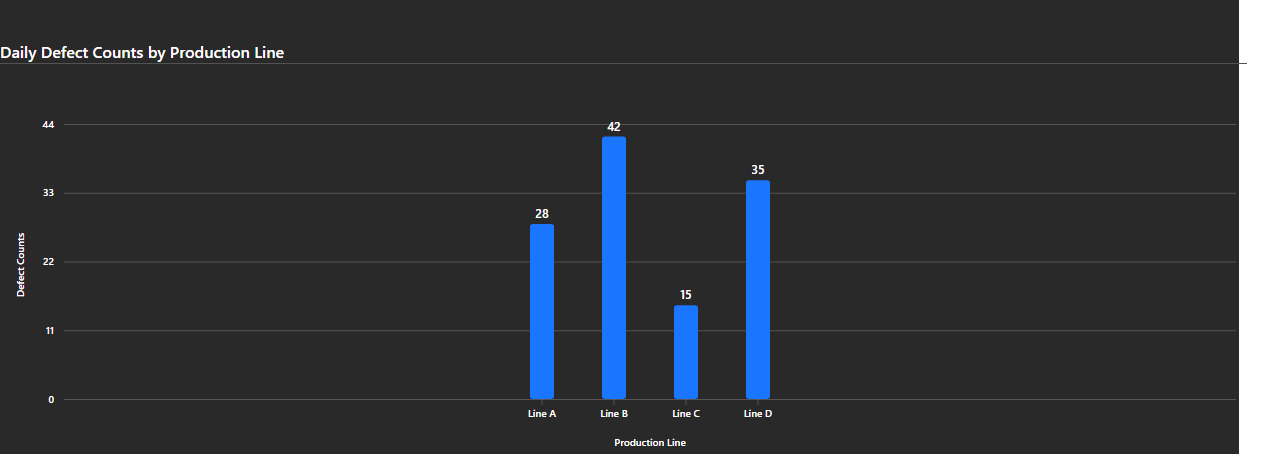 Daily Defect Counts by Production Line
44
33
22
11
0
Defect Counts
28
42
15
35
Line A
Line B
Line C
Line D
Production Line